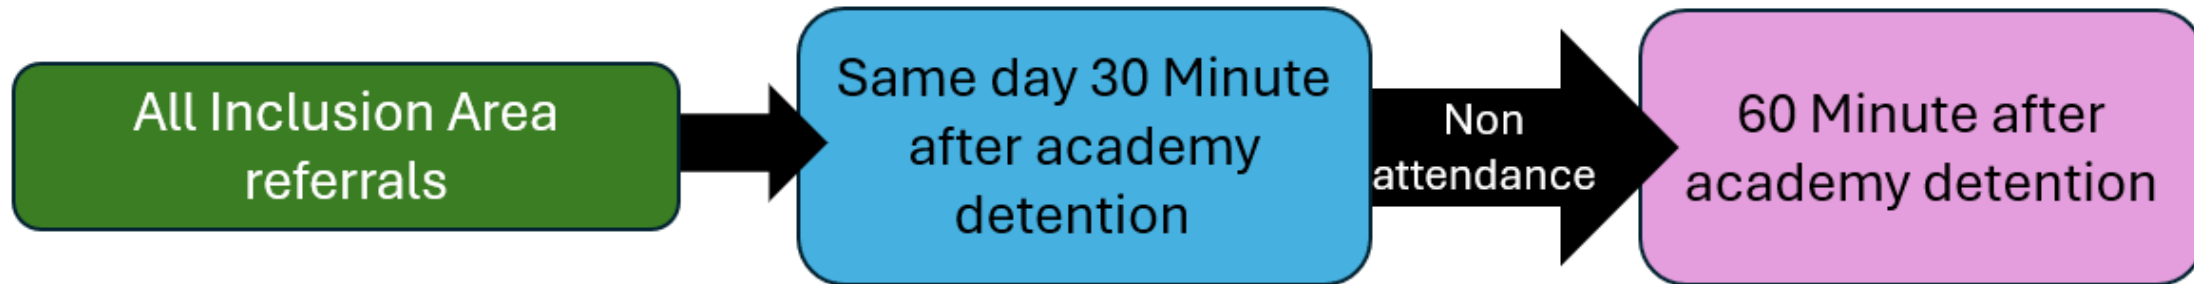 All Inclusion Area
referrals
Same day 30 Minute
after academy
detention
Non
attendance
60 Minute after
academy detention